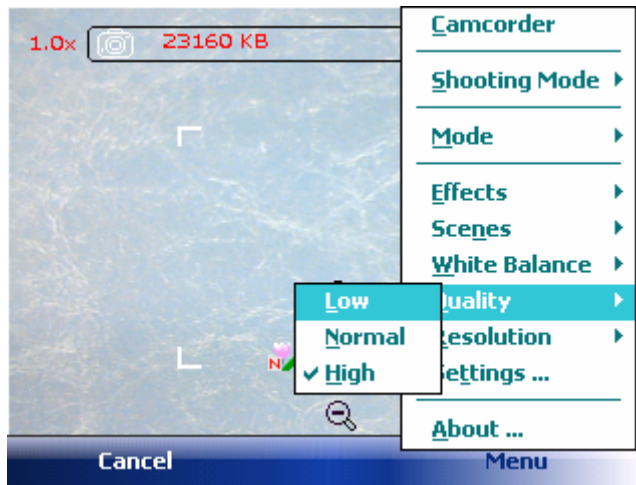 1.0x 23160 KB
Camcorder
Shooting Mode
Mode
Effects
Scenes
White Balance
Quality
Resolution
Settings ...
About ...
Low
Normal
High
N
Cancel Menu